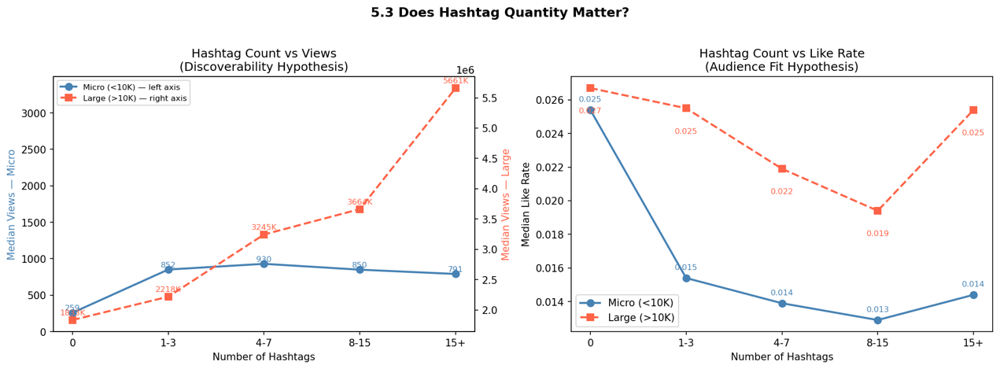 5.3 Does Hashtag Quantity Matter?
Hashtag Count vs Views
(Discoverability Hypothesis)
1e6
Micro (<10K) — left axis
Large (>10K) — right axis
Median Views — Micro
3000
2500
2000
1500
1000
500
0
259
852
930
850
791
2218K
3245K
3664K
5661K
5.5
5.0
4.5
4.0
3.5
3.0
2.5
2.0
Median Views — Large
0
1-3
4-7
8-15
15+
Number of Hashtags
Hashtag Count vs Like Rate
(Audience Fit Hypothesis)
Median Like Rate
0.026
0.024
0.022
0.020
0.018
0.016
0.014
0.025
0.027
0.025
0.022
0.019
0.025
0.015
0.014
0.013
0.014
Micro (<10K)
Large (>10K)
0
1-3
4-7
8-15
15+
Number of Hashtags